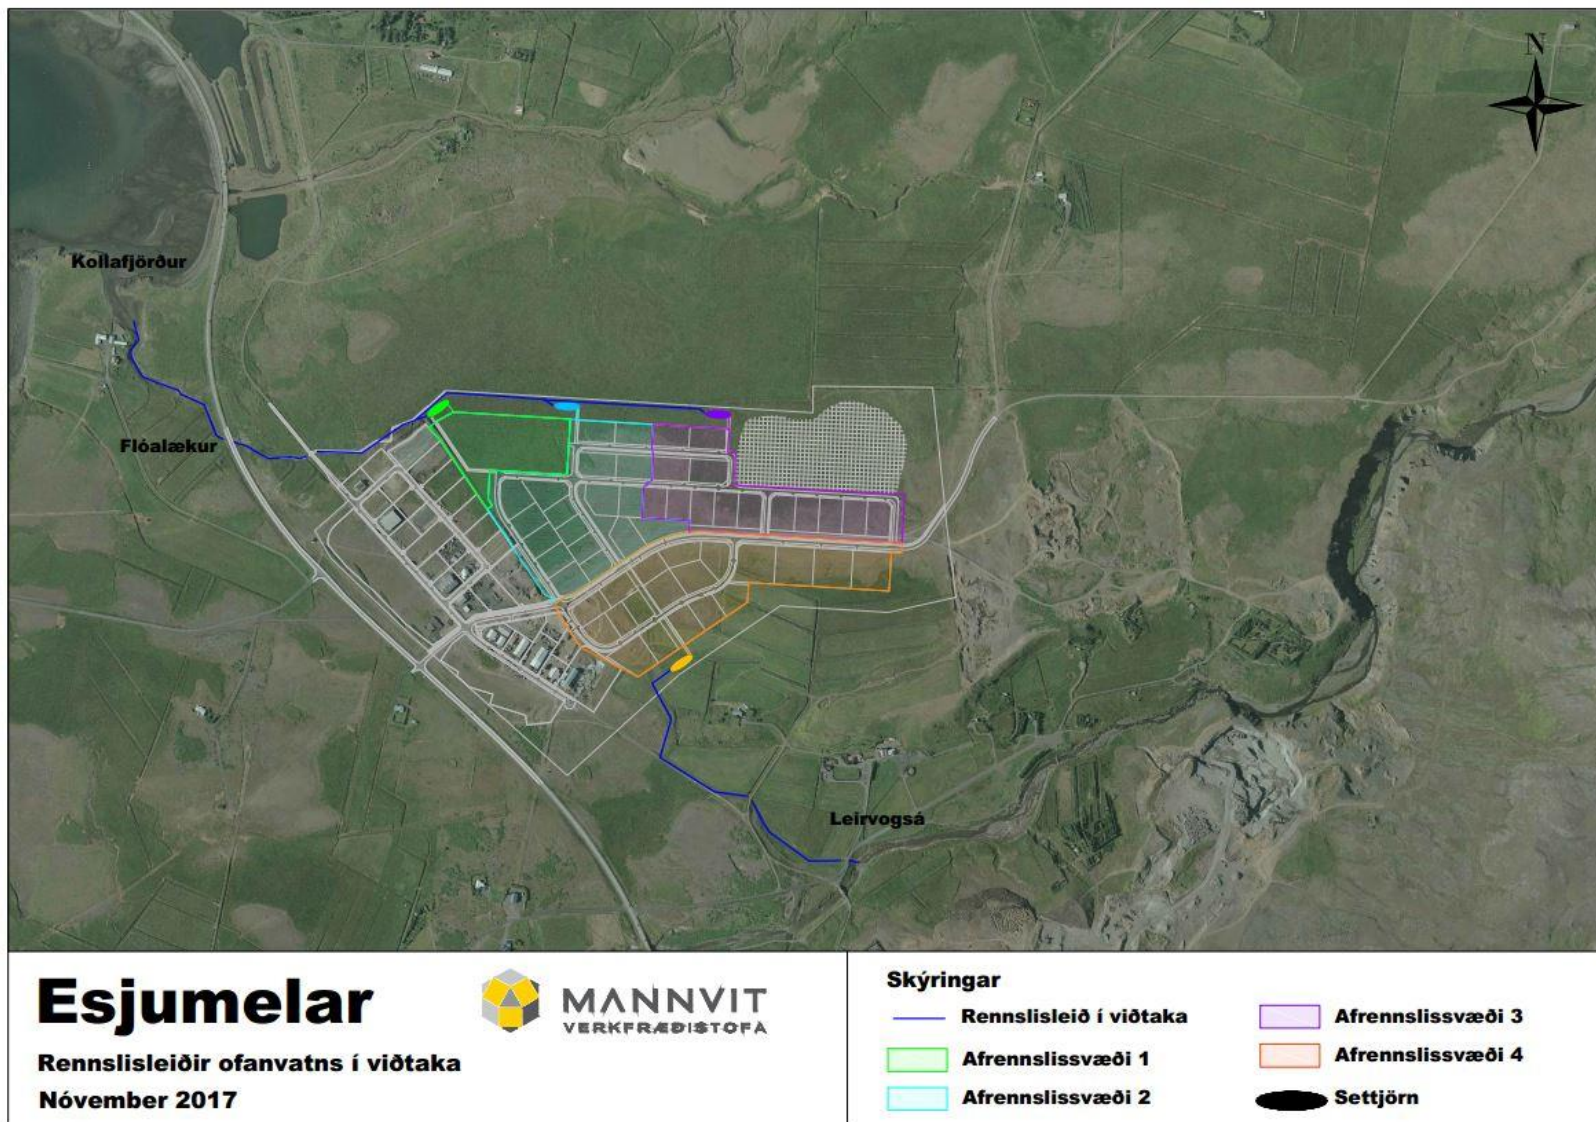 N
Kollafjörður
Flóalækur
Leirvogsá
Esjumelar
MANNVIT
VERKFRÆÐISTOFA
Rennslisleiðir ofanvatns í viðtaka
Nóvember 2017
Skýringar
Rennslisleið í viðtaka
Afrennslissvæði 1
Afrennslissvæði 2
Afrennslissvæði 3
Afrennslissvæði 4
Settjörn